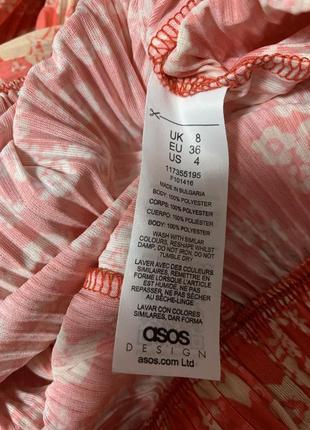 UK 8
EU 36
US 4
117355195
F101416
MADE IN BULGARIA
BODY: 100% POLYESTER
CORPS: 100% POLYESTER
CUERPO: 100% POLIÉSTER
BODY: 100% POLYESTER
WASH WITH SIMILAR
COLOURS, RESHAPE WHILST
DAMP, DO NOT IRON, DO NOT
TUMBLE DRY
LAVER AVEC DES COULEURS
SIMILAIRES, REMETTRE EN
FORME LORSQUE L'ARTICLE
EST HUMIDE, NE PAS
REPASSER, NE PAS SÉCHER
AU SÈCHE-LINGE
LAVAR CON COLORES
SIMILARES, DAR FORMA
asos
DESIGN
asos.com Ltd